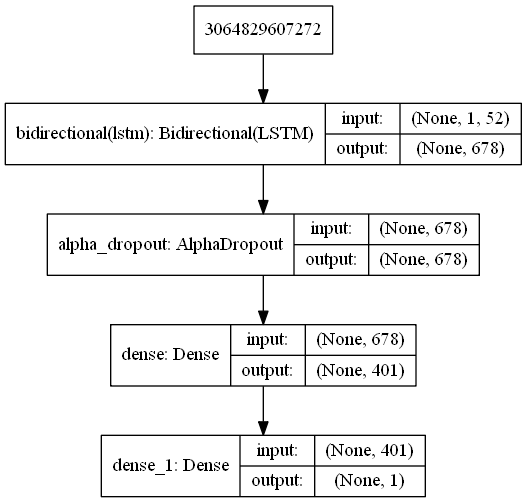 3064829607272
bidirectional(lstm): Bidirectional(LSTM)
input: (None, 1, 52)
output: (None, 678)
alpha_dropout: AlphaDropout
input: (None, 678)
output: (None, 678)
dense: Dense
input: (None, 678)
output: (None, 401)
dense_1: Dense
input: (None, 401)
output: (None, 1)